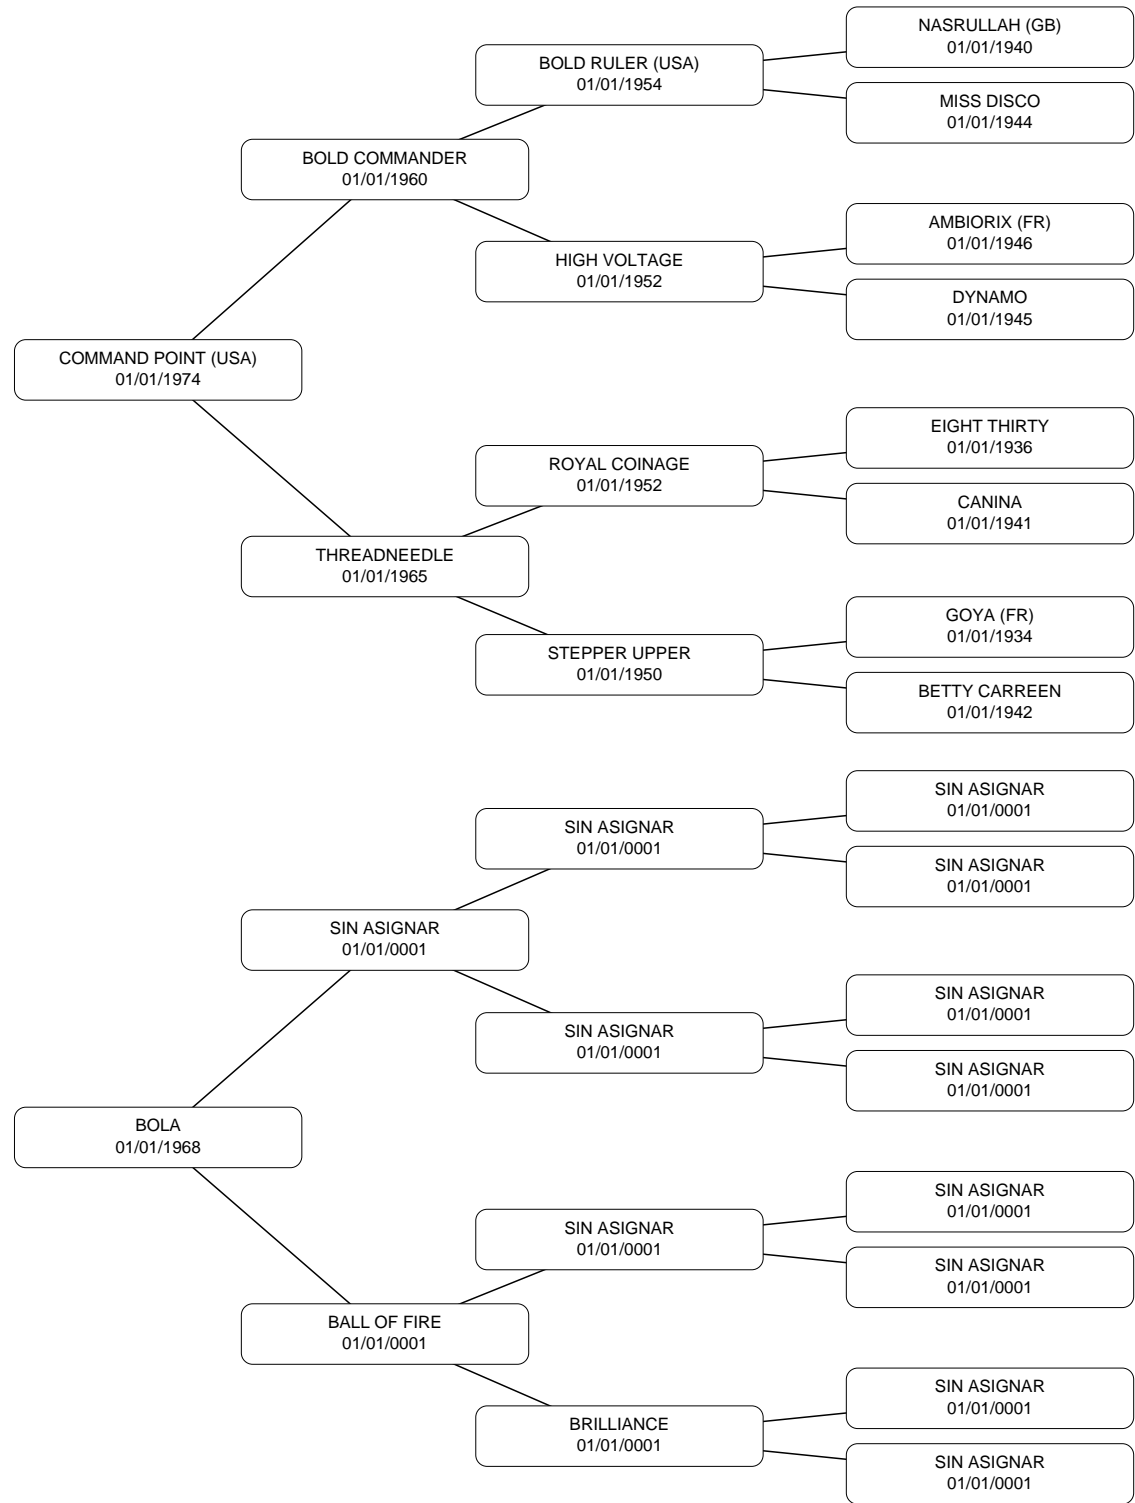 NASRULLAH (GB)
01/01/1940
BOLD RULER (USA)
01/01/1954
MISS DISCO
01/01/1944
BOLD COMMANDER
01/01/1960
AMBIORIX (FR)
01/01/1946
HIGH VOLTAGE
01/01/1952
DYNAMO
01/01/1945
COMMAND POINT (USA)
01/01/1974
EIGHT THIRTY
01/01/1936
ROYAL COINAGE
01/01/1952
CANINA
01/01/1941
THREADNEEDLE
01/01/1965
GOYA (FR)
01/01/1934
STEPPER UPPER
01/01/1950
BETTY CARREEN
01/01/1942
SIN ASIGNAR
01/01/0001
SIN ASIGNAR
01/01/0001
SIN ASIGNAR
01/01/0001
SIN ASIGNAR
01/01/0001
SIN ASIGNAR
01/01/0001
SIN ASIGNAR
01/01/0001
SIN ASIGNAR
01/01/0001
BOLA
01/01/1968
SIN ASIGNAR
01/01/0001
SIN ASIGNAR
01/01/0001
SIN ASIGNAR
01/01/0001
BALL OF FIRE
01/01/0001
SIN ASIGNAR
01/01/0001
BRILLIANCE
01/01/0001
SIN ASIGNAR
01/01/0001